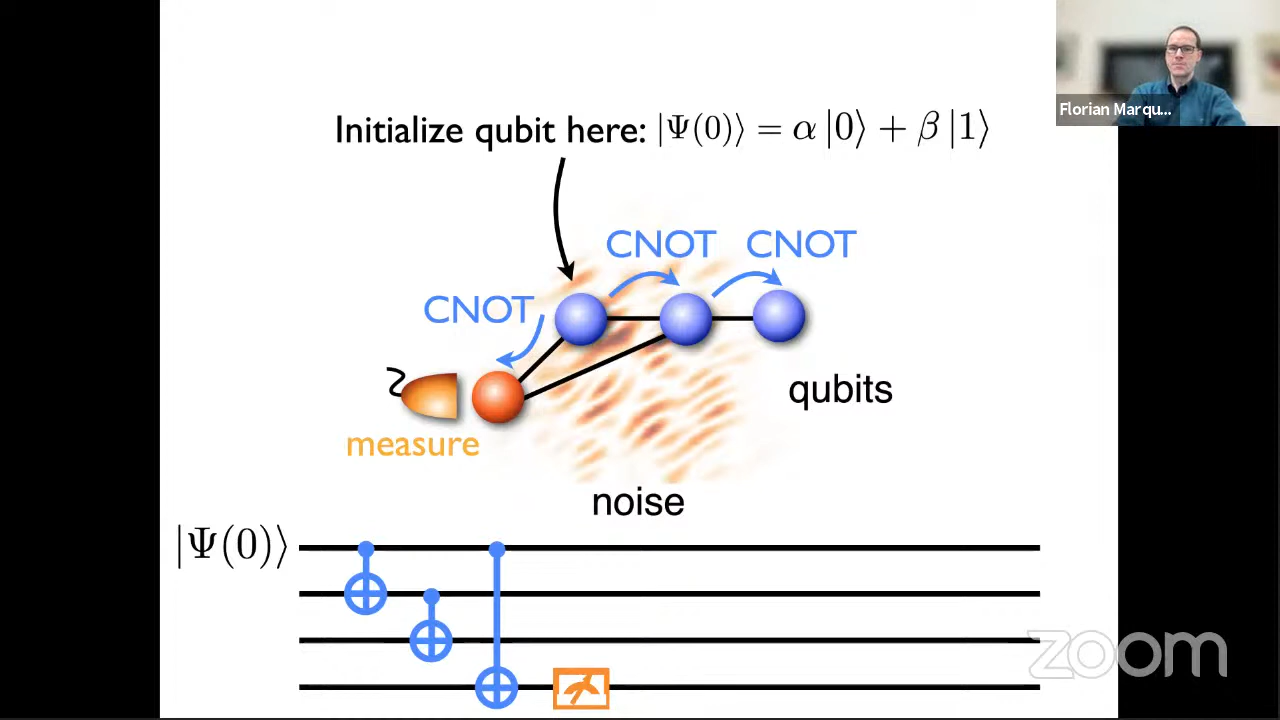 Florian Marqu...
Initialize qubit here: |Ψ(0)⟩ = α|0⟩ + β|1⟩
CNOT CNOT
CNOT
qubits
measure
noise
|Ψ(0)⟩
zoom